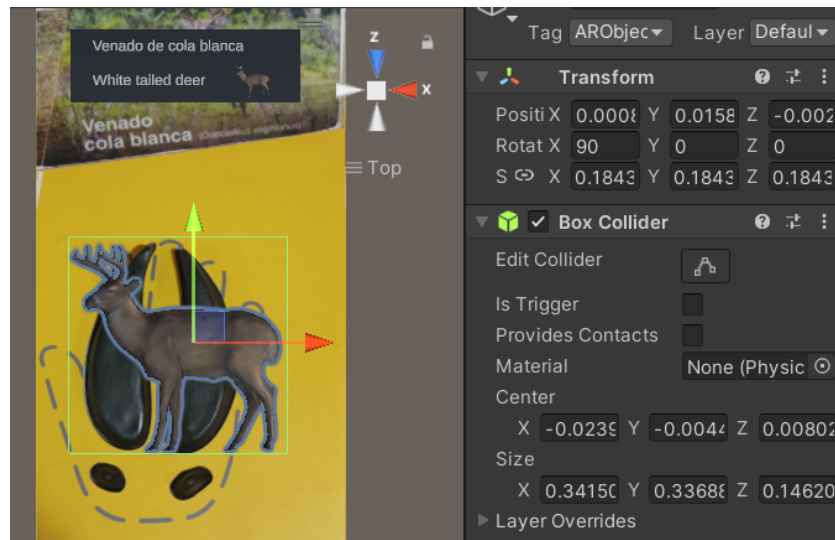 Venado de cola blanca
White tailed deer
Venado
cola blanca (Odocoileus virginianus)
z
x
Top
Tag ARObjec Layer Defaul
Transform
Positi X 0.0008 Y 0.0158 Z -0.002
Rotat X 90 Y 0 Z 0
S X 0.1843 Y 0.1843 Z 0.1843
Box Collider
Edit Collider
Is Trigger
Provides Contacts
Material None (Physic
Center
X -0.0239 Y -0.0044 Z 0.00802
Size
X 0.34150 Y 0.33688 Z 0.14620
Layer Overrides